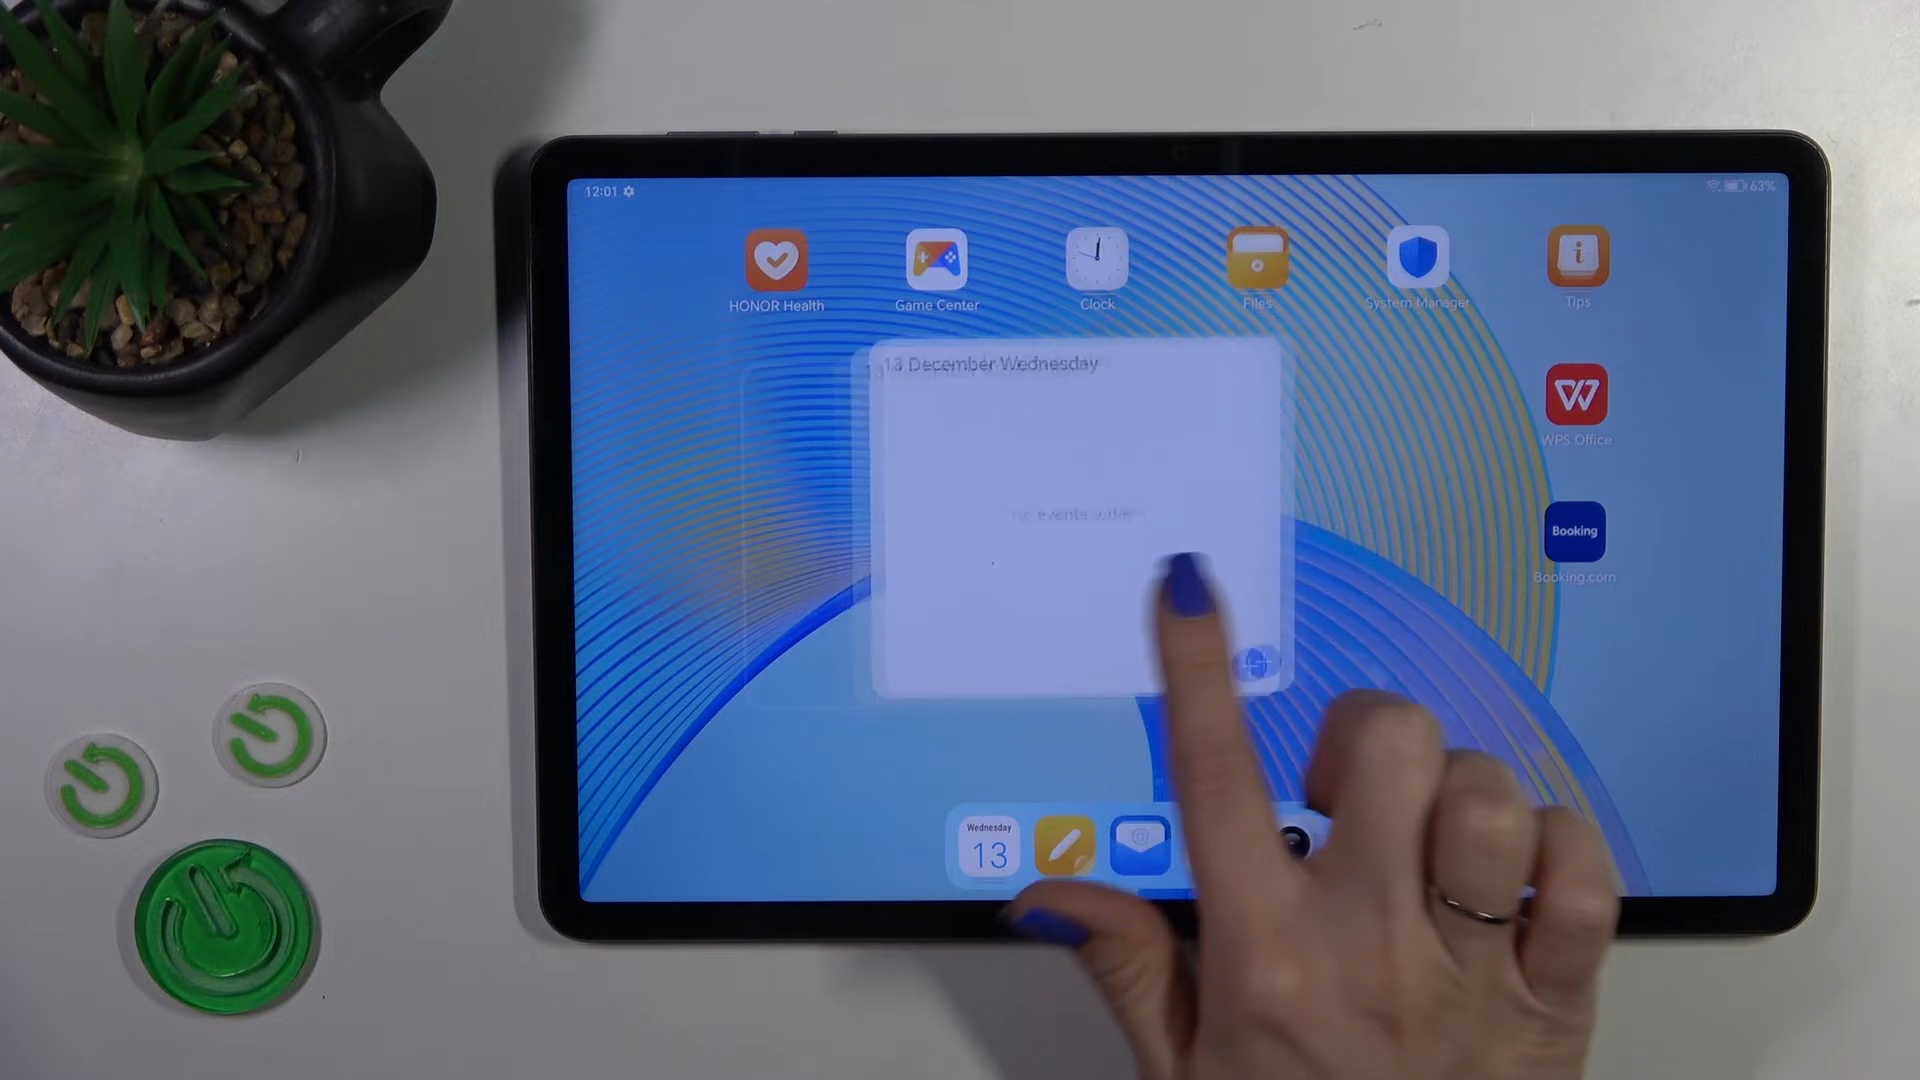 12:01
63%
HONOR Health
Game Center
Clock
Files
System Manager
Tips
13 December Wednesday
WPS Office
Booking
Booking.com
Wednesday
13